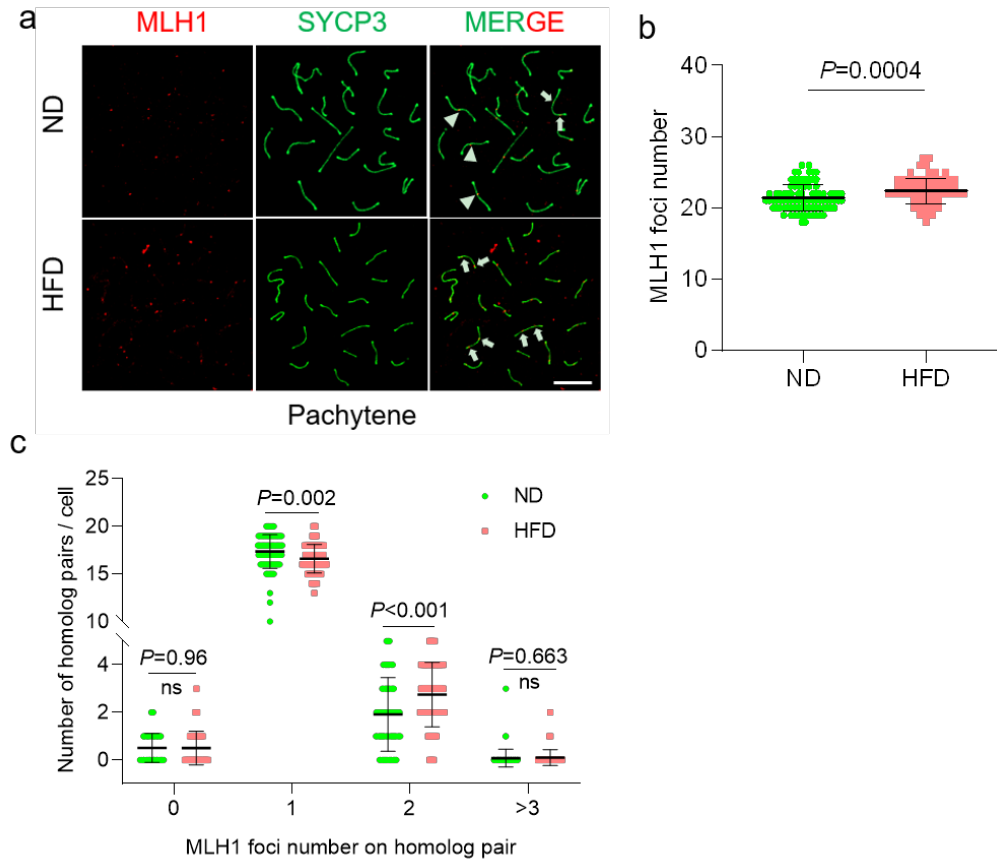 a
MLH1 SYCP3 MERGE
ND
HFD
Pachytene
b
P=0.0004
40
30
20
10
0
MLH1 foci number
ND HFD
c
25
20
15
10
4
2
0
Number of homolog pairs / cell
P=0.96
ns
P=0.002
P<0.001
P=0.663
ns
ND
HFD
0 1 2 >3
MLH1 foci number on homolog pair